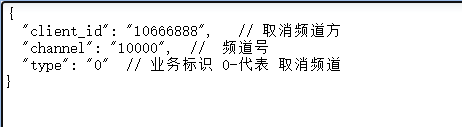 {
"client_id": "10666888",   // 取消频道方
"channel": "10000",  //  频道号
"type": "0"  // 业务标识 0-代表 取消频道
}